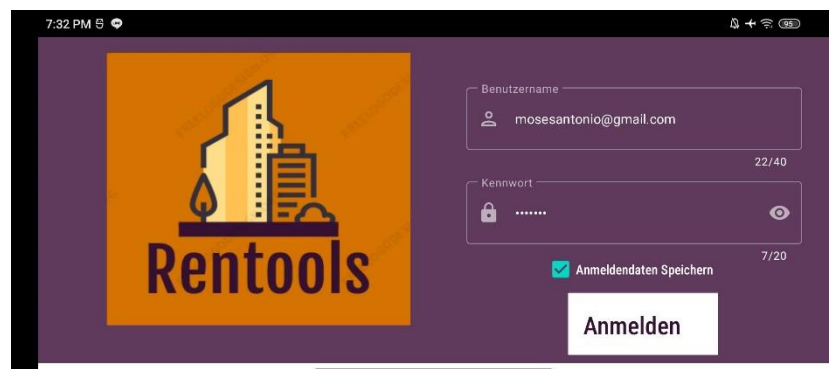 7:32 PM
95
Benutzername
mosesantonio@gmail.com
22/40
Kennwort
•••••••
7/20
Anmeldendaten Speichern
Anmelden
Rentools